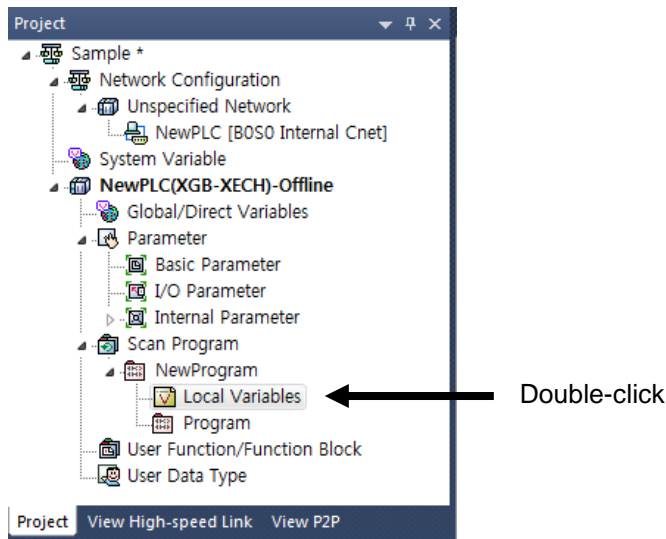 Project
Sample *
Network Configuration
Unspecified Network
NewPLC [B0S0 Internal Cnet]
System Variable
NewPLC(XGB-XECH)-Offline
Global/Direct Variables
Parameter
Basic Parameter
I/O Parameter
Internal Parameter
Scan Program
NewProgram
Local Variables
Double-click
Program
User Function/Function Block
User Data Type
Project View High-speed Link View P2P